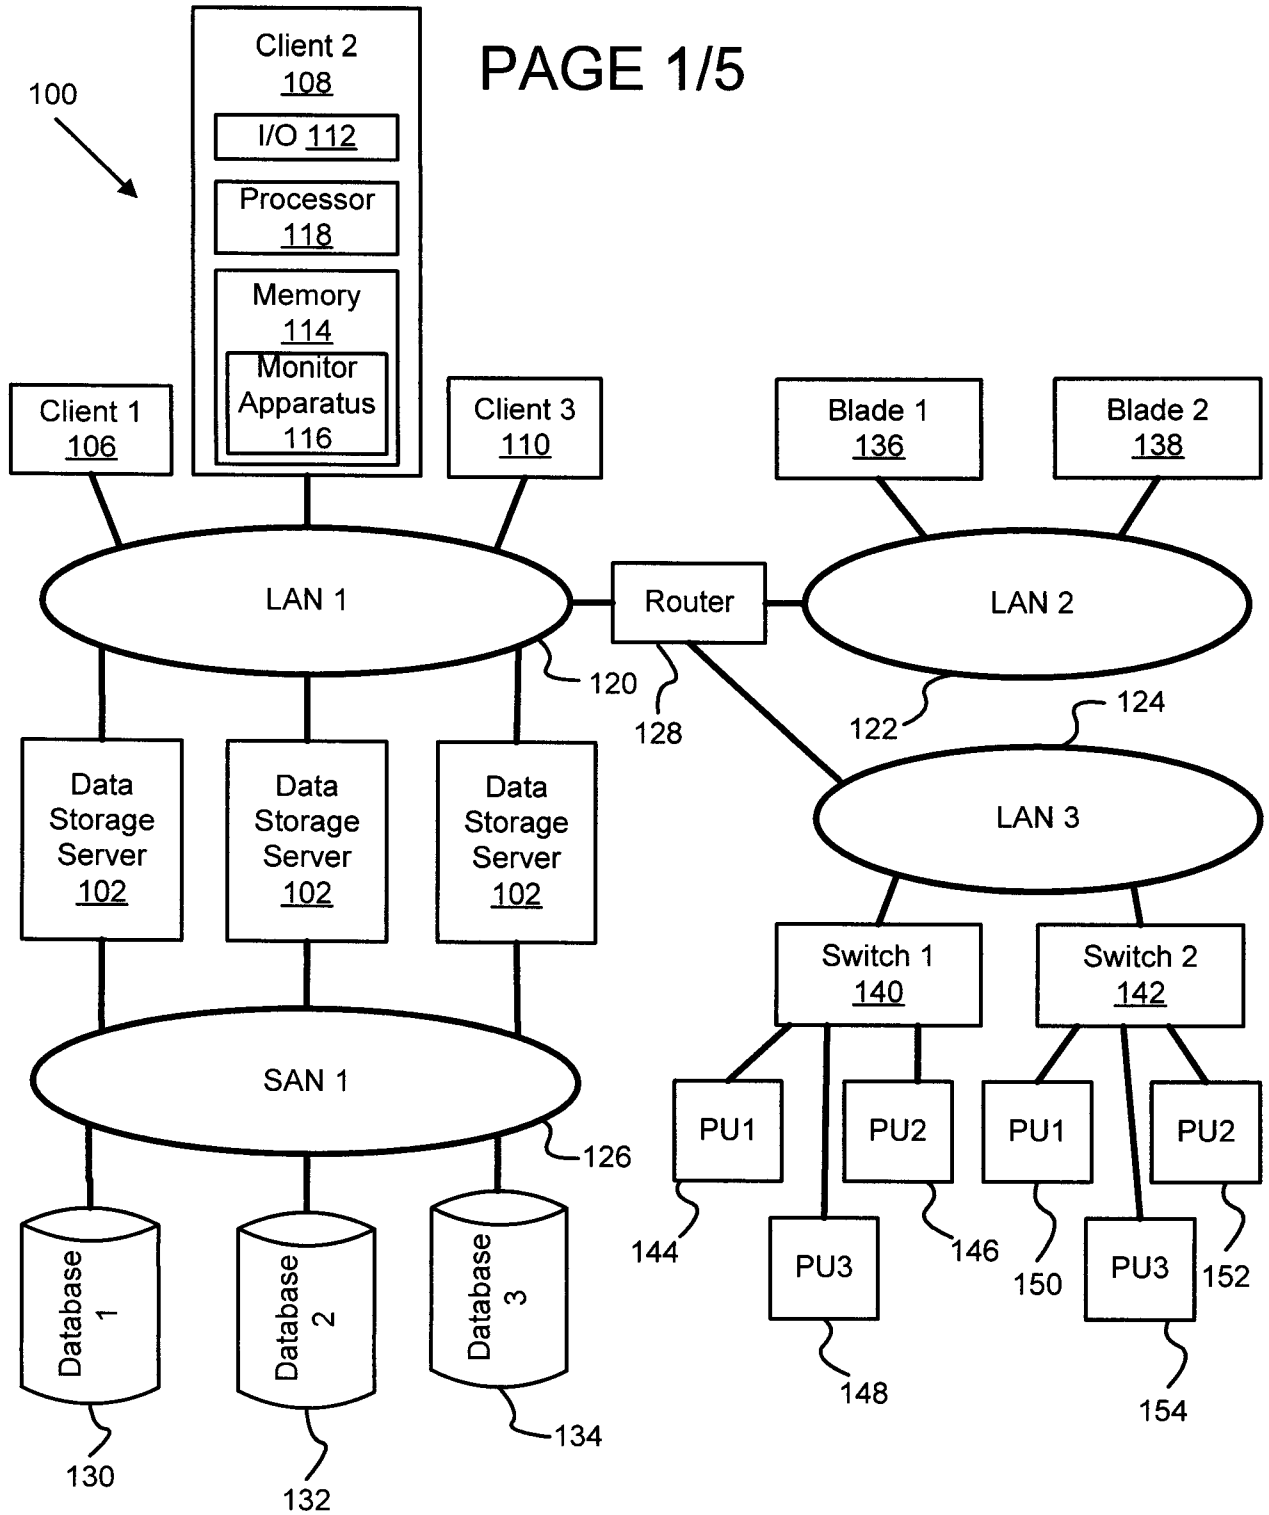 PAGE 1/5
100
Client 2
108
I/O 112
Processor
118
Memory
114
Monitor
Apparatus
116
Client 1
106
Client 3
110
Blade 1
136
Blade 2
138
LAN 1
Router
LAN 2
120
128
122
124
Data
Storage
Server
102
Data
Storage
Server
102
Data
Storage
Server
102
LAN 3
Switch 1
140
Switch 2
142
SAN 1
126
PU1
PU2
PU1
PU2
144
146
150
152
PU3
PU3
148
154
Database
1
Database
2
Database
3
130
132
134